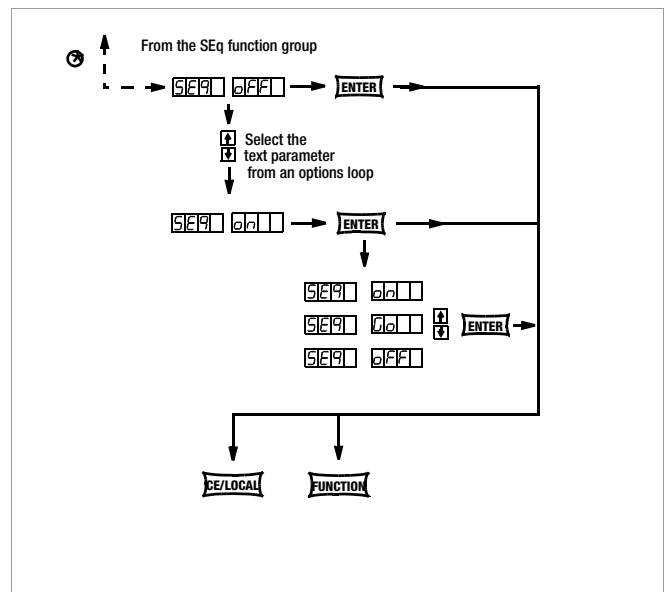 From the SEq function group
SEq oFF ENTER
Select the
text parameter
from an options loop
SEq on ENTER
SEq on
SEq Go ENTER
SEq oFF
CE/LOCAL FUNCTION